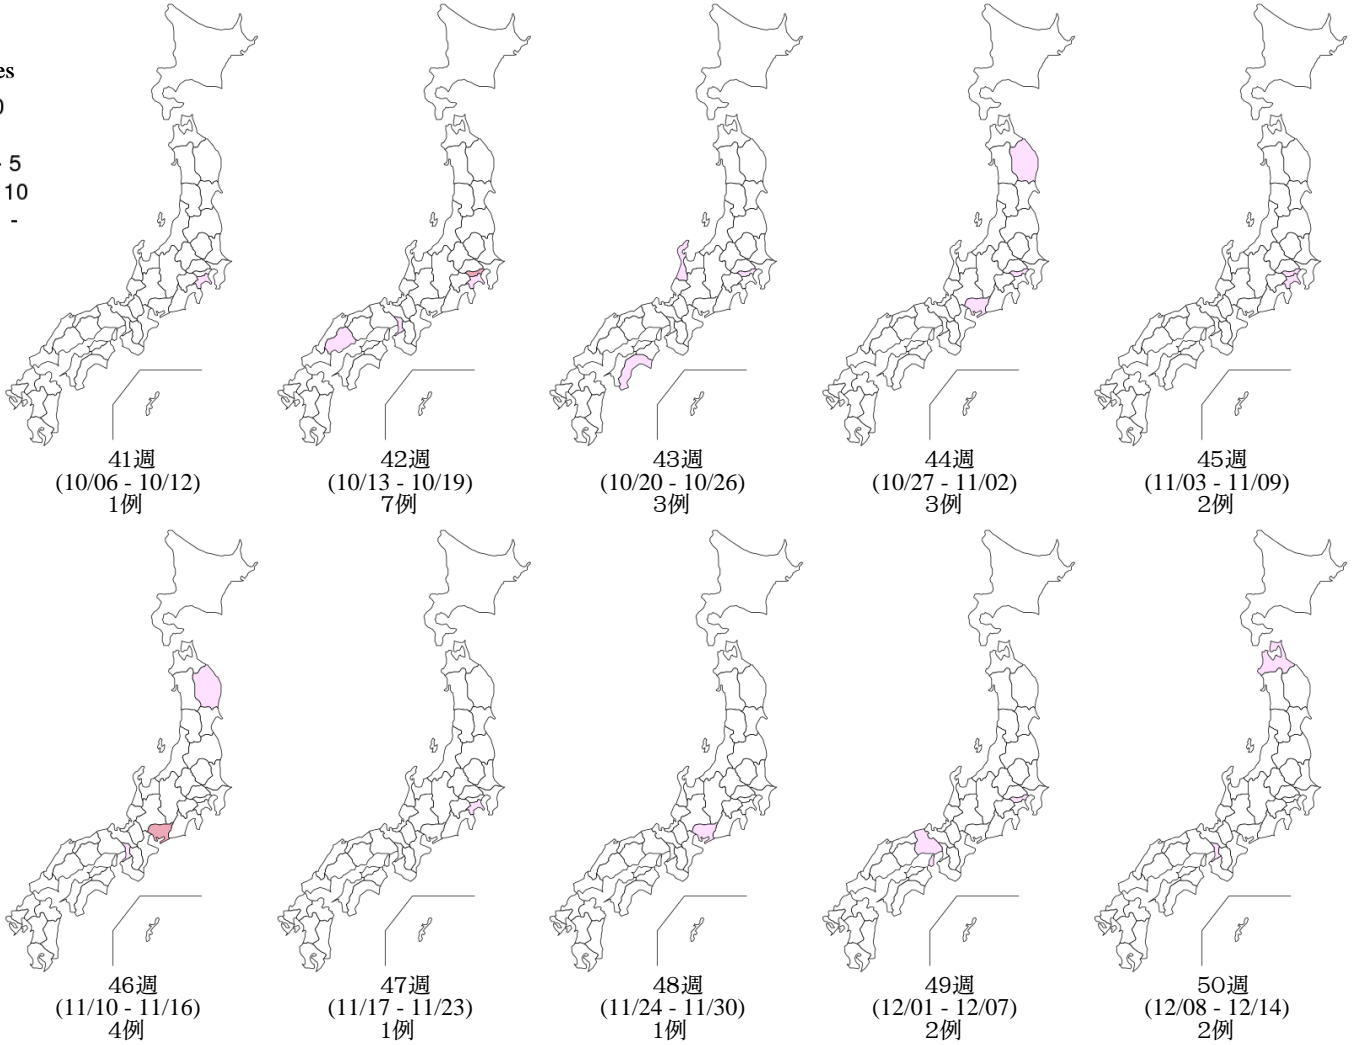 es
0
- 5
10
-
41週
(10/06 - 10/12)
1例
42週
(10/13 - 10/19)
7例
43週
(10/20 - 10/26)
3例
44週
(10/27 - 11/02)
3例
45週
(11/03 - 11/09)
2例
46週
(11/10 - 11/16)
4例
47週
(11/17 - 11/23)
1例
48週
(11/24 - 11/30)
1例
49週
(12/01 - 12/07)
2例
50週
(12/08 - 12/14)
2例